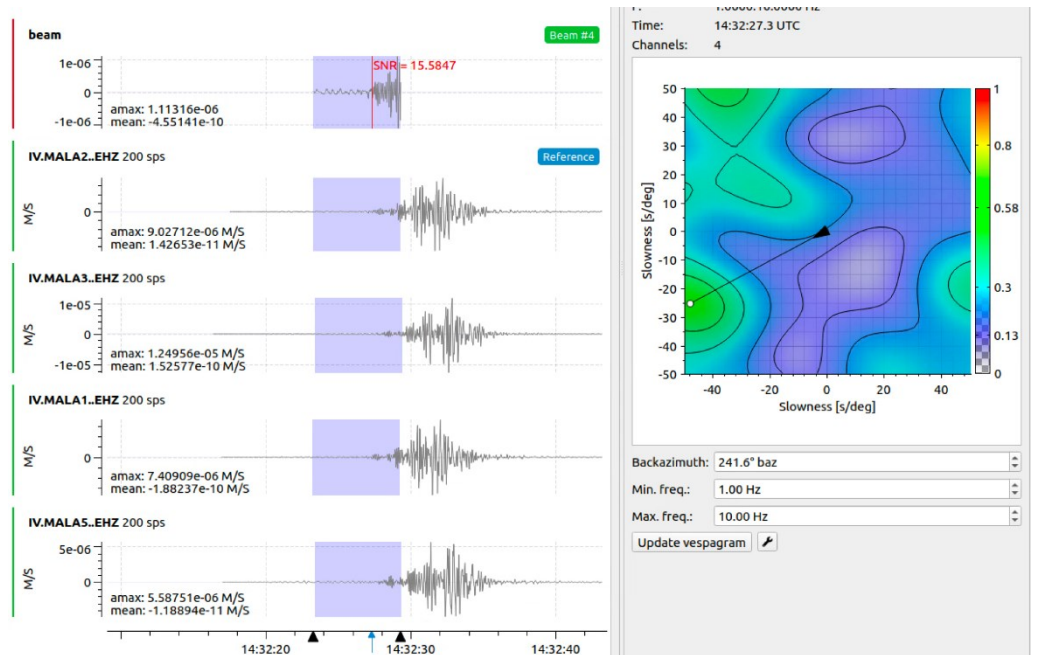 beam
Beam #4
SNR = 15.5847
1e-06
0
-1e-06
amax: 1.11316e-06
mean: -4.55141e-10
IV.MALA2..EHZ 200 sps
Reference
M/S
0
amax: 9.02712e-06 M/S
mean: 1.42653e-11 M/S
IV.MALA3..EHZ 200 sps
M/S
1e-05
0
-1e-05
amax: 1.24956e-05 M/S
mean: 1.52577e-10 M/S
IV.MALA1..EHZ 200 sps
M/S
0
amax: 7.40909e-06 M/S
mean: -1.88237e-10 M/S
IV.MALA5..EHZ 200 sps
M/S
5e-06
0
amax: 5.58751e-06 M/S
mean: -1.18894e-11 M/S
14:32:20 14:32:30 14:32:40
Time: 14:32:27.3 UTC
Channels: 4
Slowness [s/deg]
50
40
30
20
10
0
-10
-20
-30
-40
-50
-40 -20 0 20 40
Slowness [s/deg]
1
0.8
0.58
0.3
0.13
0
Backazimuth: 241.6° baz
Min. freq.: 1.00 Hz
Max. freq.: 10.00 Hz
Update vespagram